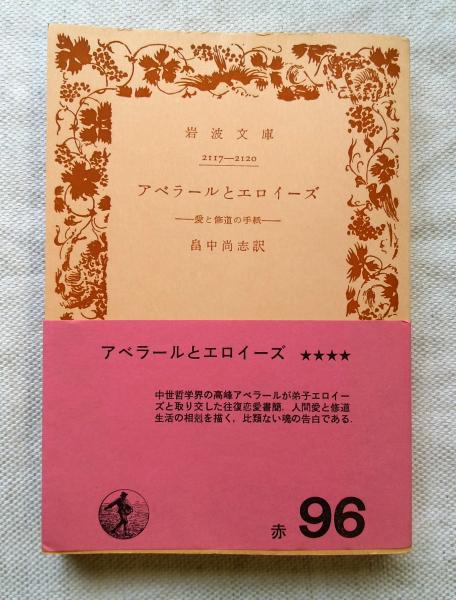 岩波文庫
2117—2120
アベラールとエロイーズ
——愛と修道の手紙——
畠中尚志訳
アベラールとエロイーズ ★★★★
中世哲学界の高峰アベラールが弟子エロイー
ズと取り交した往復恋愛書簡．人間愛と修道
生活の相剋を描く，比類ない魂の告白である．
赤 96